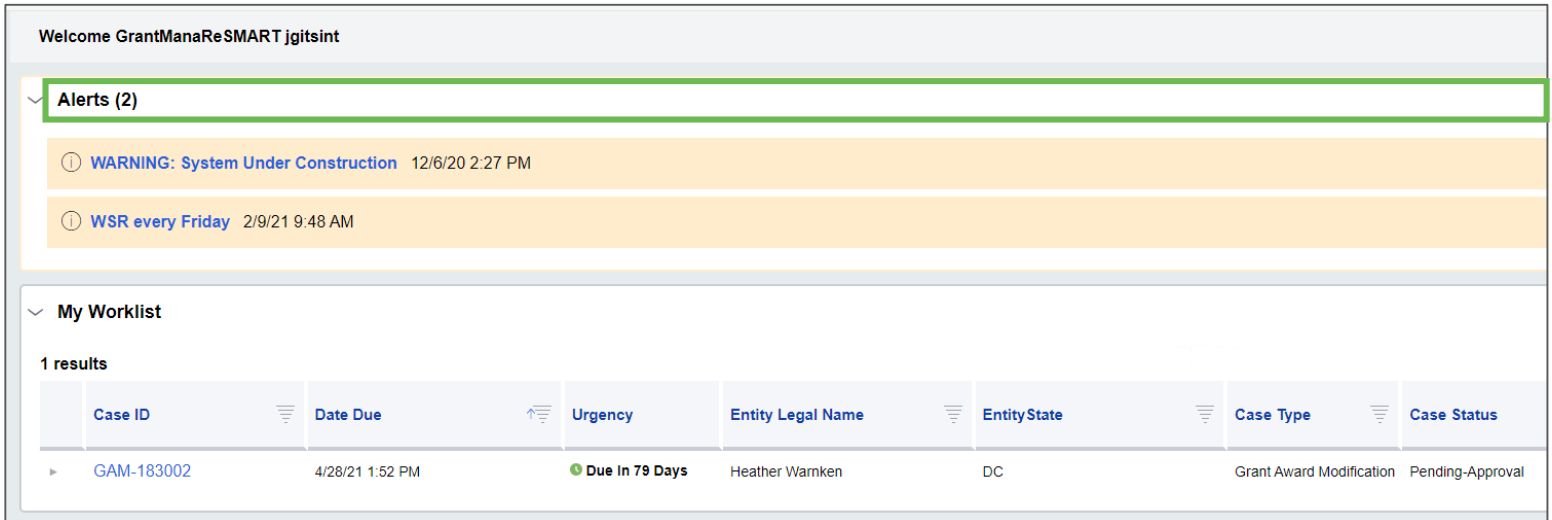 Welcome GrantManaReSMART jgitsint
Alerts (2)
WARNING: System Under Construction 12/6/20 2:27 PM
WSR every Friday 2/9/21 9:48 AM
My Worklist
1 results
Case ID Date Due Urgency Entity Legal Name EntityState Case Type Case Status
GAM-183002 4/28/21 1:52 PM Due In 79 Days Heather Warnken DC Grant Award Modification Pending-Approval